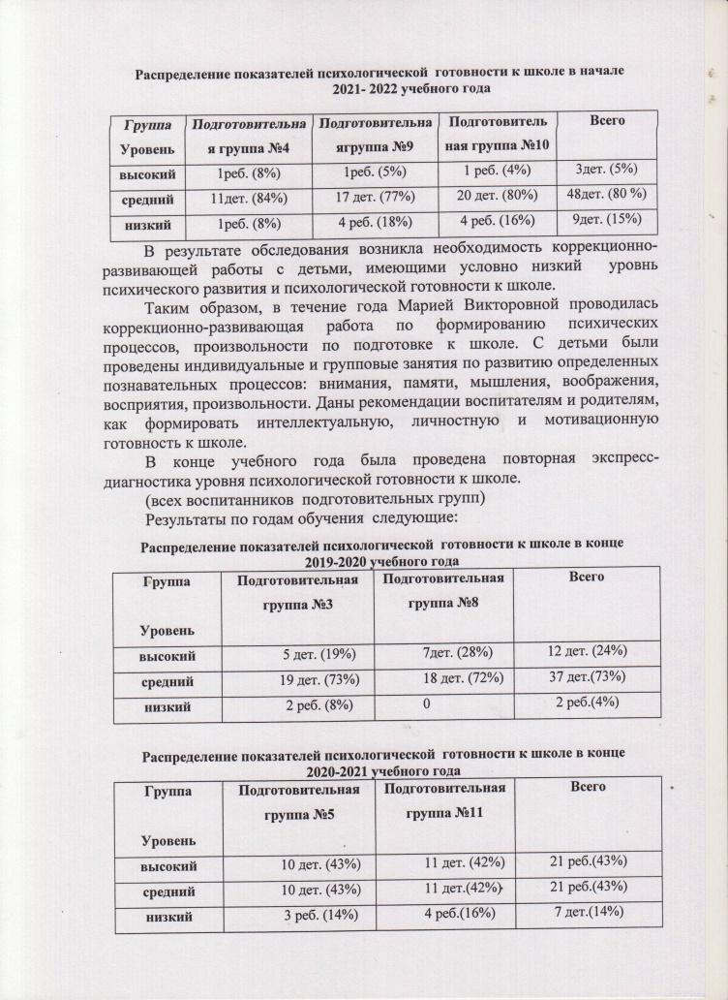 Распределение показателей психологической готовности к школе в начале
2021- 2022 учебного года
Группа Подготовительна Подготовительна Подготовитель Всего
Уровень я группа №4 ягруппа №9 ная группа №10
высокий 1реб. (8%) 1реб. (5%) 1 реб. (4%) 3дет. (5%)
средний 11дет. (84%) 17 дет. (77%) 20 дет. (80%) 48дет. (80 %)
низкий 1реб. (8%) 4 реб. (18%) 4 реб. (16%) 9дет. (15%)
В результате обследования возникла необходимость коррекционно-
развивающей работы с детьми, имеющими условно низкий уровнь
психического развития и психологической готовности к школе.
Таким образом, в течение года Марией Викторовной проводилась
коррекционно-развивающая работа по формированию психических
процессов, произвольности по подготовке к школе. С детьми были
проведены индивидуальные и групповые занятия по развитию определенных
познавательных процессов: внимания, памяти, мышления, воображения,
восприятия, произвольности. Даны рекомендации воспитателям и родителям,
как формировать интеллектуальную, личностную и мотивационную
готовность к школе.
В конце учебного года была проведена повторная экспресс-
диагностика уровня психологической готовности к школе.
(всех воспитанников подготовительных групп)
Результаты по годам обучения следующие:
Распределение показателей психологической готовности к школе в конце
2019-2020 учебного года
Группа Подготовительная Подготовительная Всего
группа №3 группа №8
Уровень
высокий 5 дет. (19%) 7дет. (28%) 12 дет. (24%)
средний 19 дет. (73%) 18 дет. (72%) 37 дет.(73%)
низкий 2 реб. (8%) 0 2 реб.(4%)
Распределение показателей психологической готовности к школе в конце
2020-2021 учебного года
Группа Подготовительная Подготовительная Всего
группа №5 группа №11
Уровень
высокий 10 дет. (43%) 11 дет. (42%) 21 реб.(43%)
средний 10 дет. (43%) 11 дет.(42%) 21 реб.(43%)
низкий 3 реб. (14%) 4 реб.(16%) 7 дет.(14%)